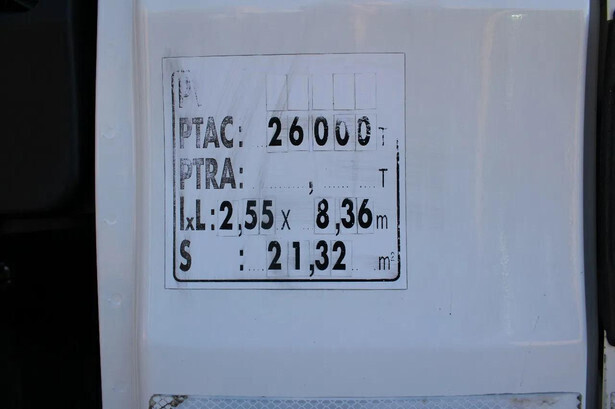 PTAC: 26000 T
PTRA: , T
lxL: 2,55 x 8,36 m
S : 21,32 m²